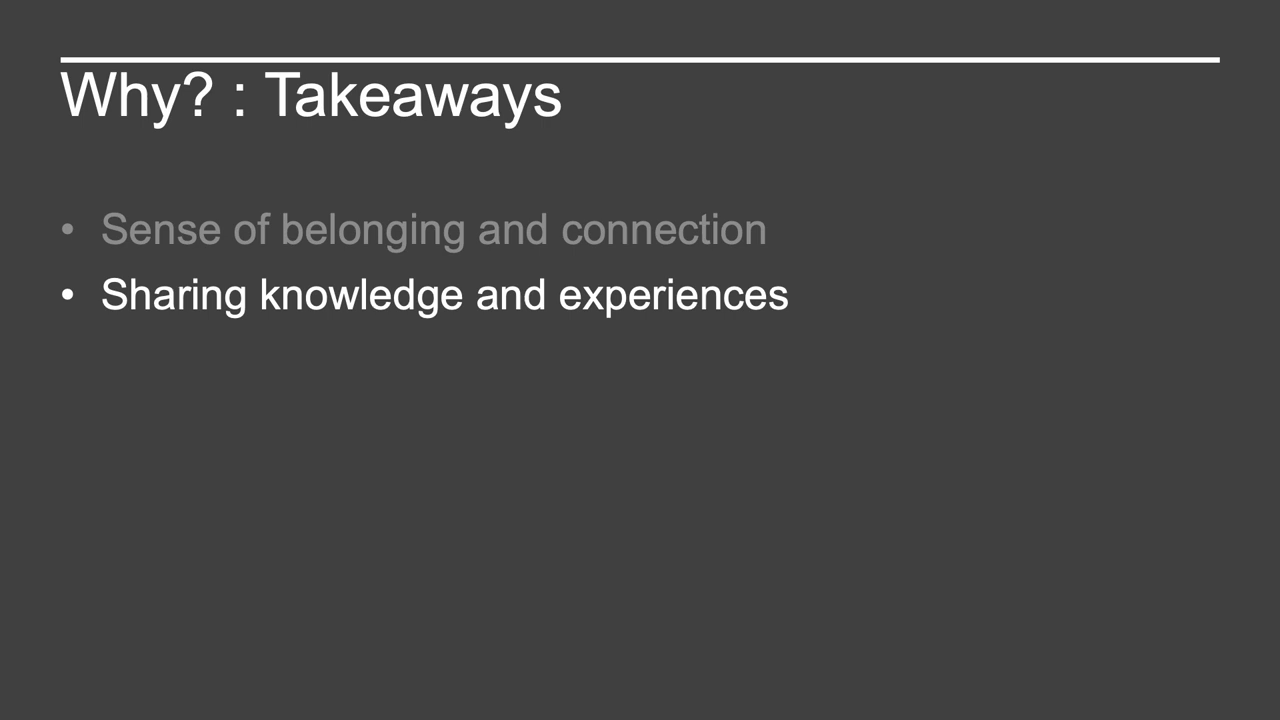 Why? : Takeaways
• Sense of belonging and connection
• Sharing knowledge and experiences